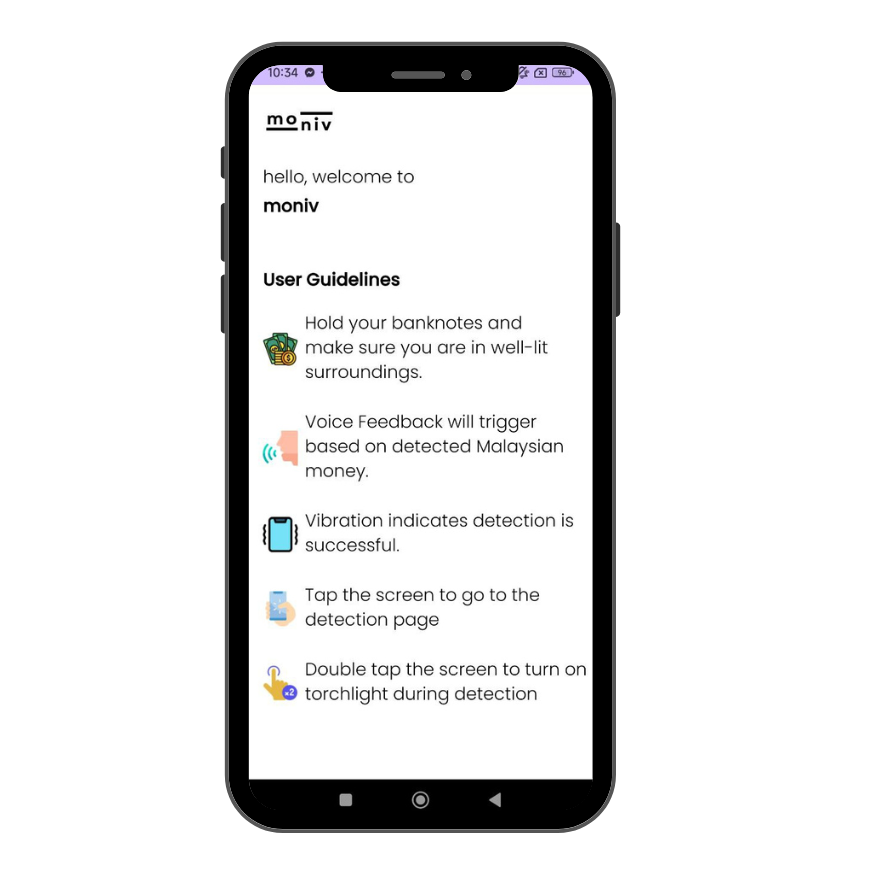 10:34
96
moniv
hello, welcome to
moniv
User Guidelines
Hold your banknotes and
make sure you are in well-lit
surroundings.
Voice Feedback will trigger
based on detected Malaysian
money.
Vibration indicates detection is
successful.
Tap the screen to go to the
detection page
Double tap the screen to turn on
x2
torchlight during detection